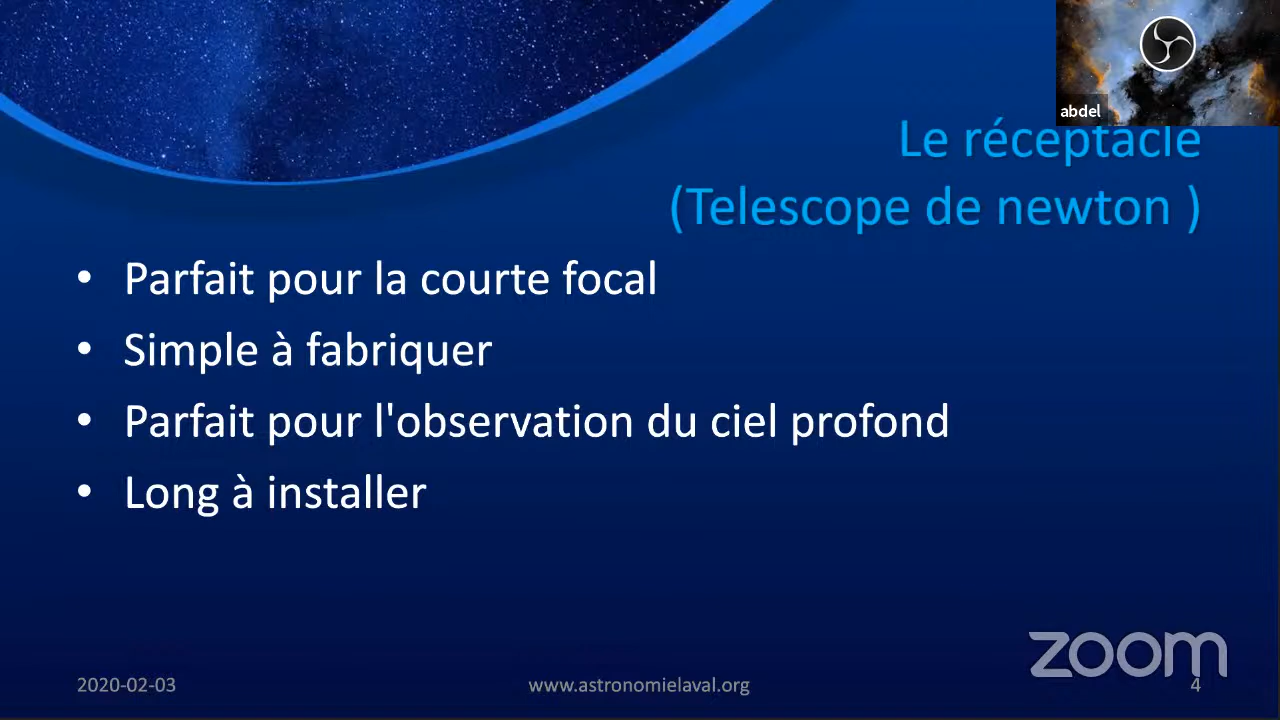 abdel
Le réceptacle
(Telescope de newton )
• Parfait pour la courte focal
• Simple à fabriquer
• Parfait pour l'observation du ciel profond
• Long à installer
zoom
2020-02-03
www.astronomielaval.org
4